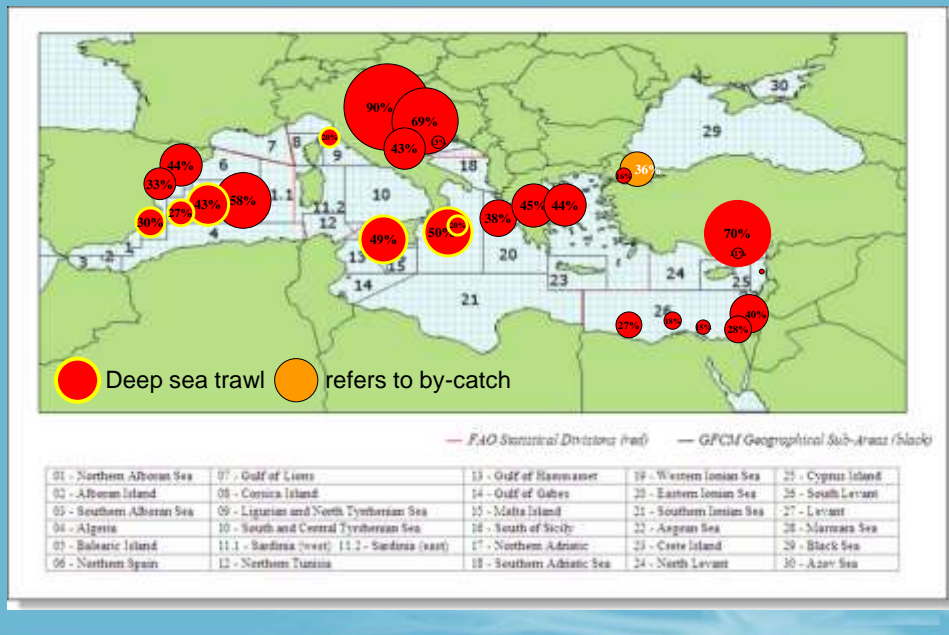 30
29
7
8
20%
9
6
44%
33%
1.1
10
11.2
12
90%
69%
43%
13%
18
36%
30%
27%
43%
58%
4
1
2
3
49%
50%
20%
13
15
14
21
38%
45%
44%
20
23
24
70%
25
26
27%
40%
28%
Deep sea trawl
refers to by-catch
FAO Statistical Divisions (red)
GFCM Geographical Sub-Areas (black)
01 - Northern Alboran Sea
02 - Alboran Island
03 - Southern Alboran Sea
04 - Algeria
05 - Balearic Island
06 - Northern Spain
07 - Gulf of Lions
08 - Corsica Island
09 - Ligurian and North Tyrrhenian Sea
10 - South and Central Tyrrhenian Sea
11.1 - Sardinia (west) 11.2 - Sardinia (east)
12 - Northern Tunisia
13 - Gulf of Hammamet
14 - Gulf of Gabes
15 - Malta Island
16 - South of Sicily
17 - Northern Adriatic
18 - Southern Adriatic Sea
19 - Western Ionian Sea
20 - Eastern Ionian Sea
21 - Southern Ionian Sea
22 - Aegean Sea
23 - Crete Island
24 - North Levant
25 - Cyprus Island
26 - South Levant
27 - Levant
28 - Marmara Sea
29 - Black Sea
30 - Azov Sea